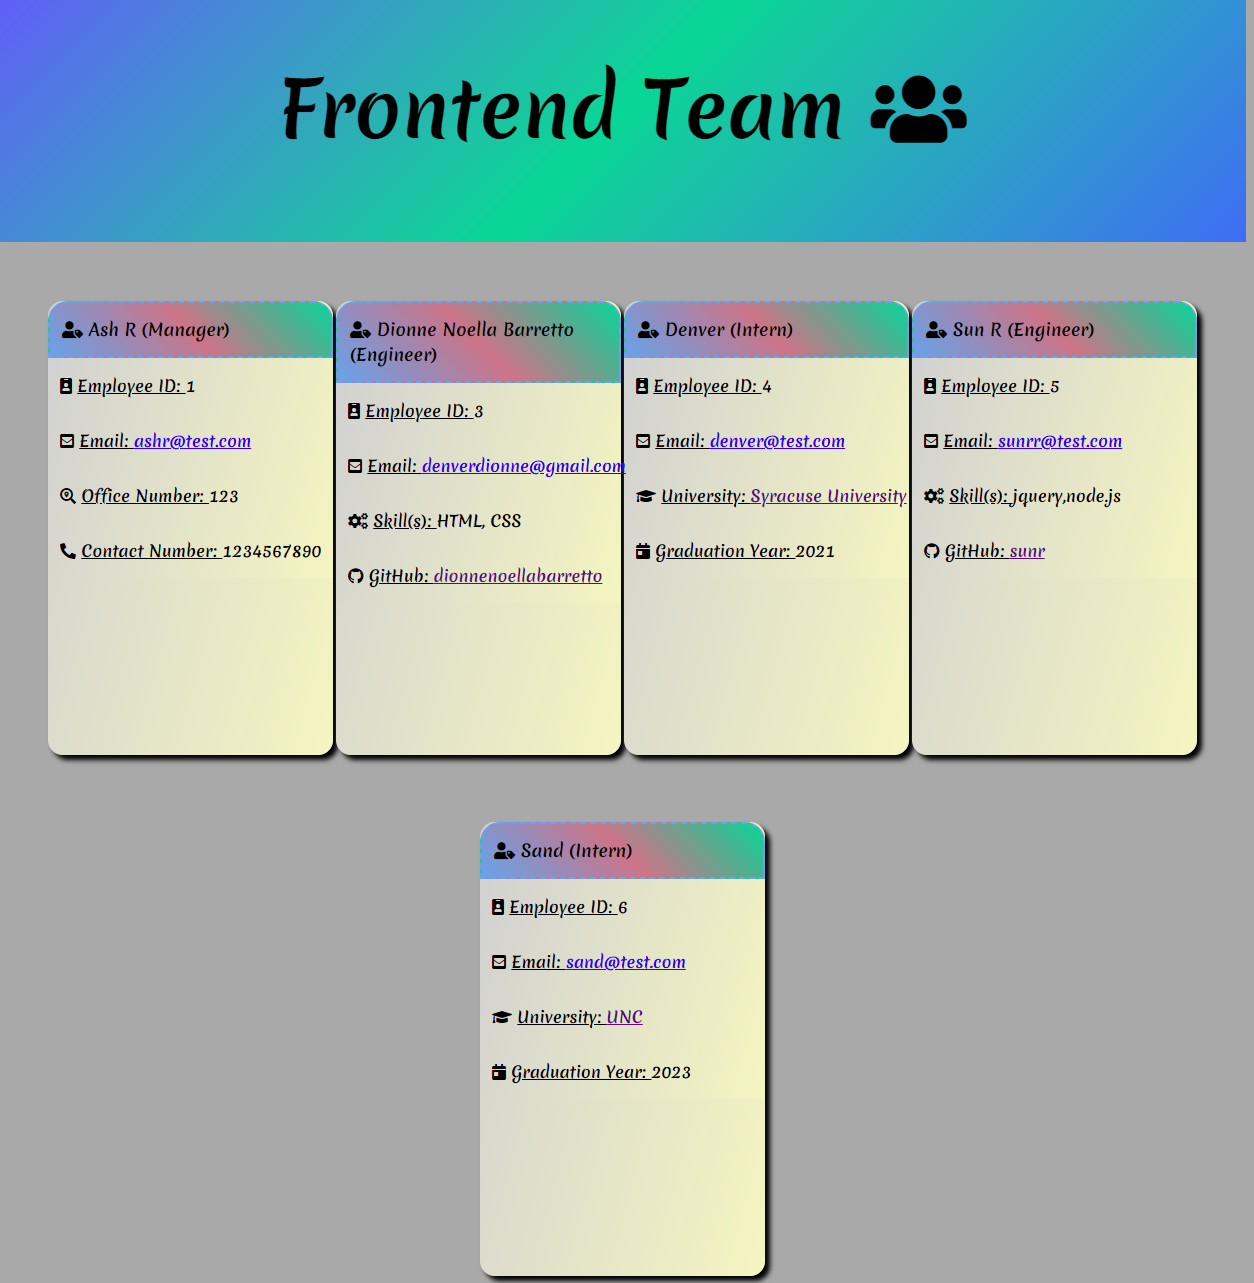 Frontend Team
Ash R (Manager)
Employee ID: 1
Email: ashr@test.com
Office Number: 123
Contact Number: 1234567890
Dionne Noella Barretto
(Engineer)
Employee ID: 3
Email: denverdionne@gmail.com
Skill(s): HTML, CSS
GitHub: dionnenoellabarretto
Denver (Intern)
Employee ID: 4
Email: denver@test.com
University: Syracuse University
Graduation Year: 2021
Sun R (Engineer)
Employee ID: 5
Email: sunrr@test.com
Skill(s): jquery,node.js
GitHub: sunr
Sand (Intern)
Employee ID: 6
Email: sand@test.com
University: UNC
Graduation Year: 2023